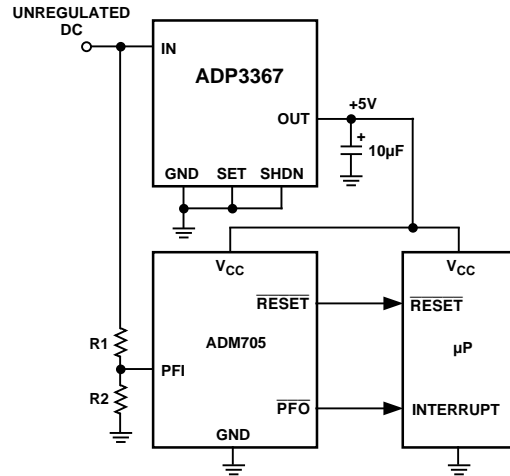 UNREGULATED
DC
IN
ADP3367
OUT
+5V
+
10µF
GND SET SHDN
VCC VCC
RESET RESET
R1
ADM705
µP
PFI
R2
PFO INTERRUPT
GND